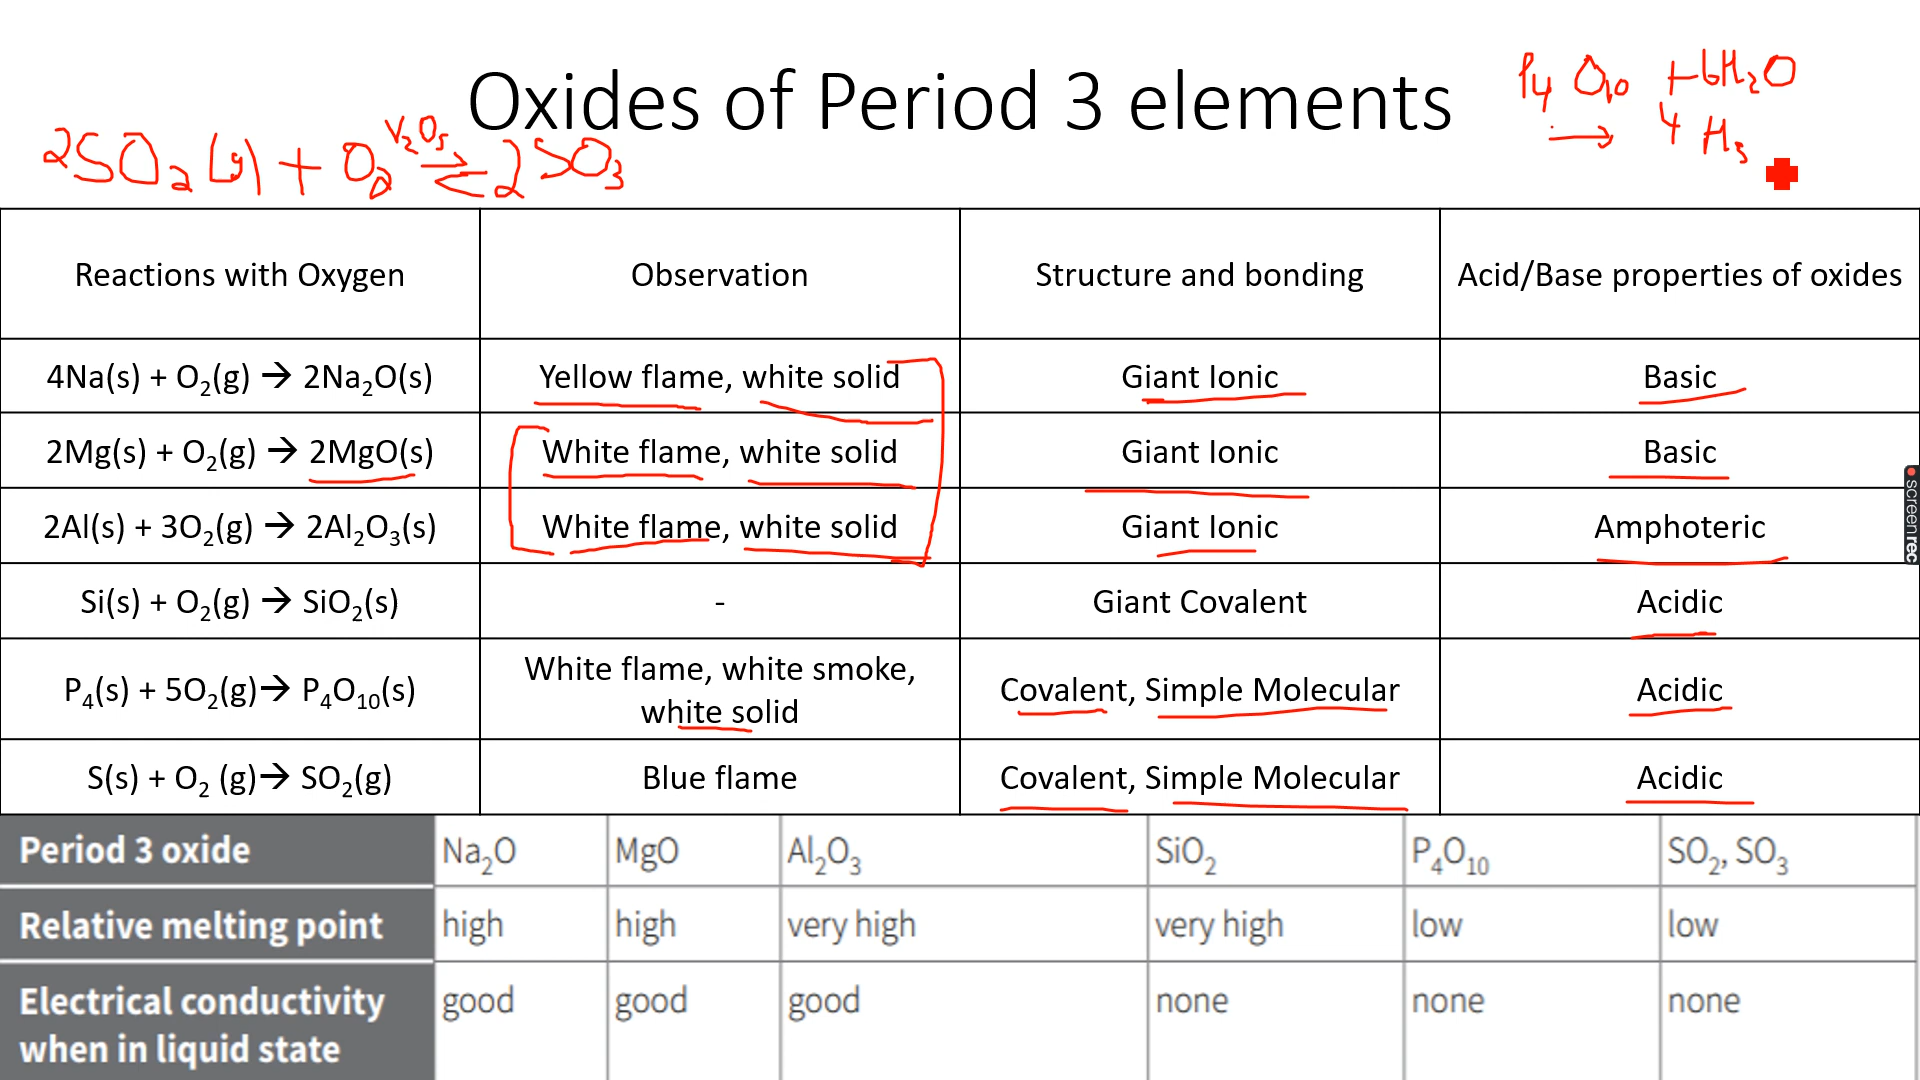 Oxides of Period 3 elements
P4 O10 + 6H2O
→ 4 H3
2SO2(g) + O2 V2O5 ⇌ 2SO3
Reactions with Oxygen Observation Structure and bonding Acid/Base properties of oxides
4Na(s) + O2(g) → 2Na2O(s) Yellow flame, white solid Giant Ionic Basic
2Mg(s) + O2(g) → 2MgO(s) White flame, white solid Giant Ionic Basic
2Al(s) + 3O2(g) → 2Al2O3(s) White flame, white solid Giant Ionic Amphoteric
Si(s) + O2(g) → SiO2(s) - Giant Covalent Acidic
P4(s) + 5O2(g)→ P4O10(s) White flame, white smoke, white solid Covalent, Simple Molecular Acidic
S(s) + O2 (g)→ SO2(g) Blue flame Covalent, Simple Molecular Acidic
Period 3 oxide Na2O MgO Al2O3 SiO2 P4O10 SO2, SO3
Relative melting point high high very high very high low low
Electrical conductivity when in liquid state good good good none none none
screenrec